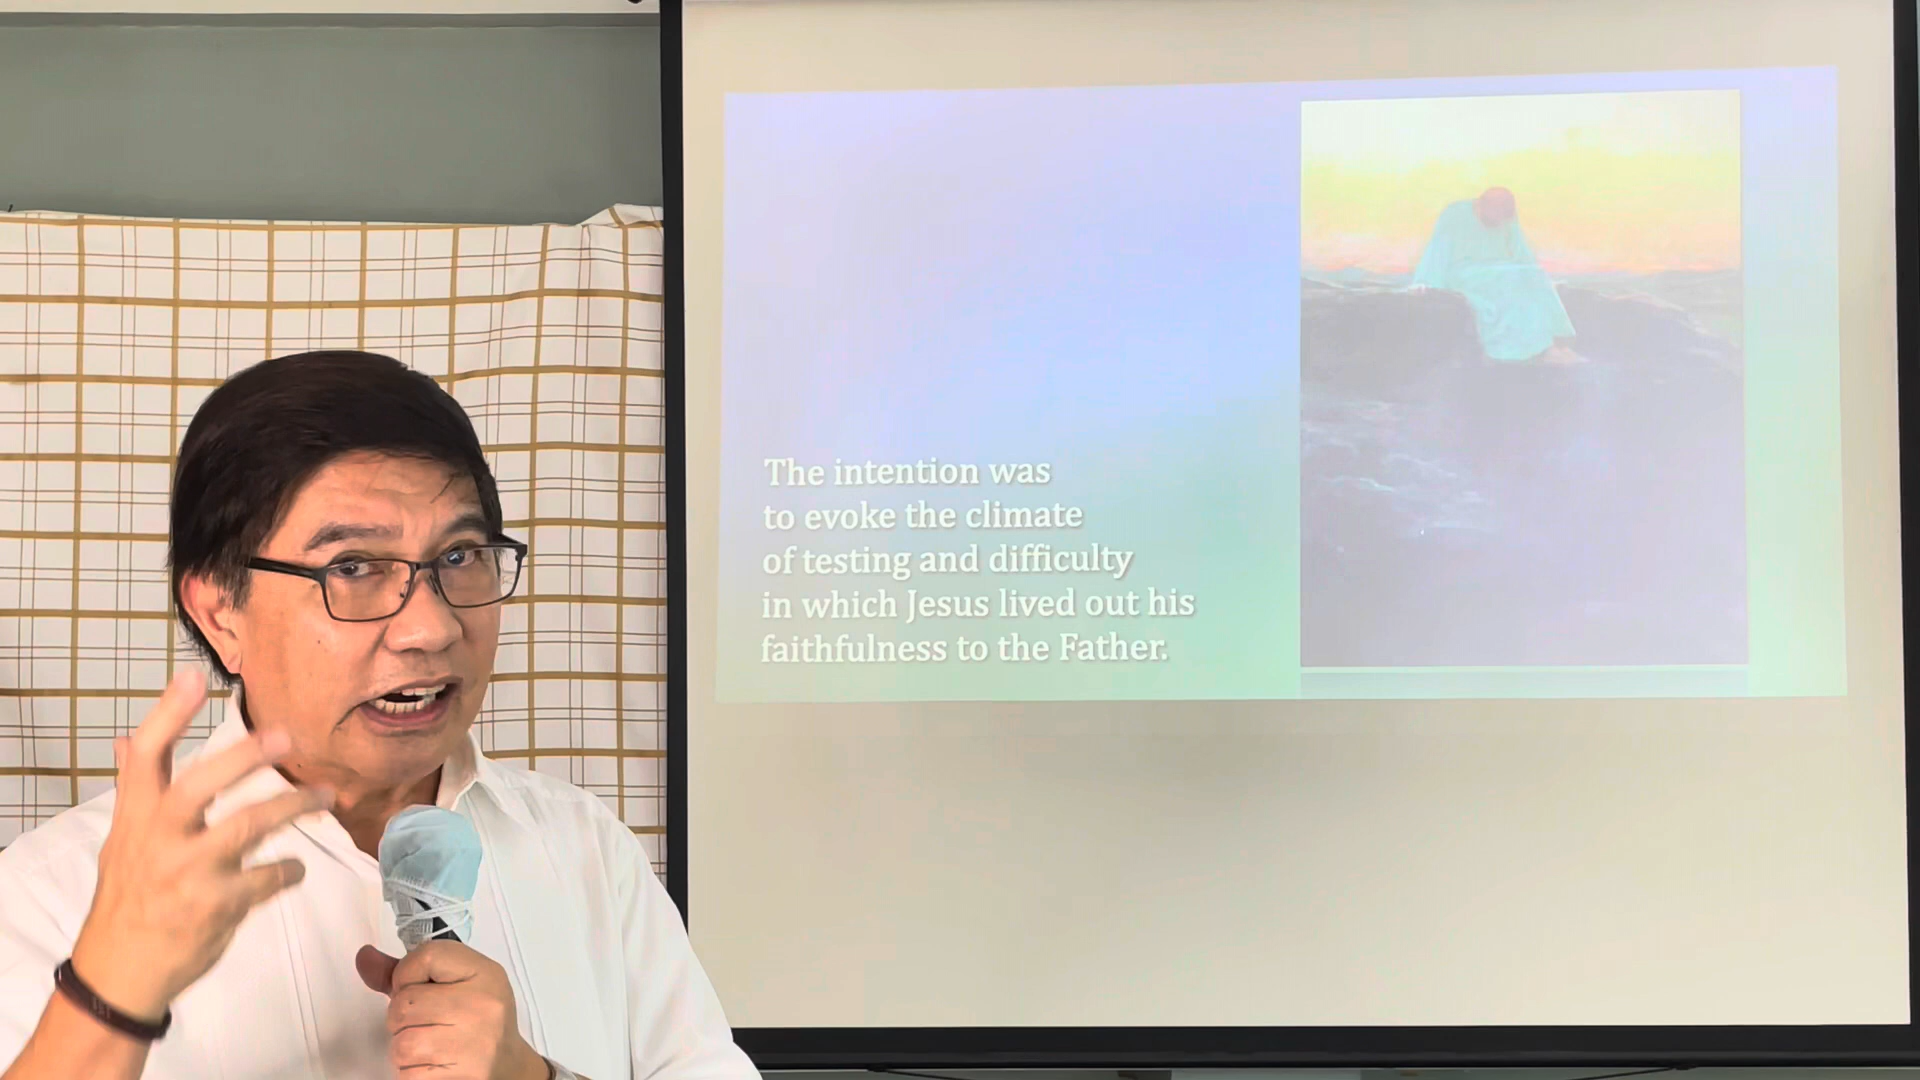 The intention was
to evoke the climate
of testing and difficulty
in which Jesus lived out his
faithfulness to the Father.